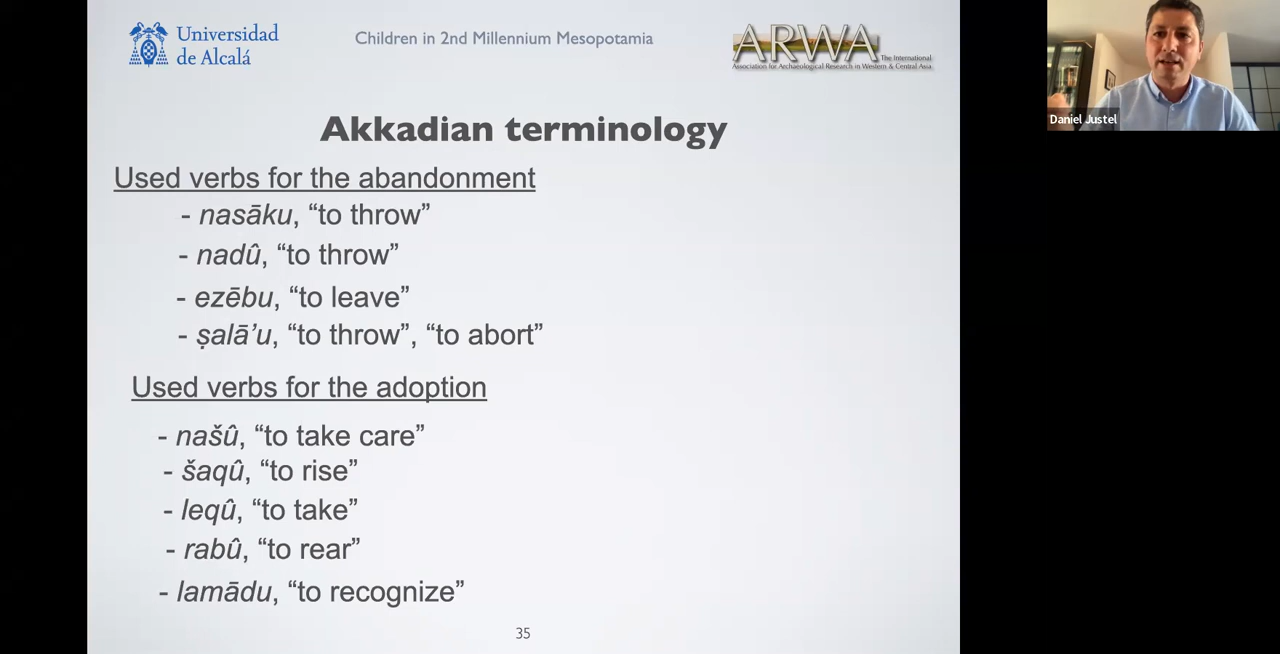 Universidad
de Alcalá
Children in 2nd Millennium Mesopotamia
ARWA
The International
Association for Archaeological Research in Western & Central Asia
Daniel Justel
Akkadian terminology
Used verbs for the abandonment
- nasāku, “to throw”
- nadû, “to throw”
- ezēbu, “to leave”
- ṣalā’u, “to throw”, “to abort”
Used verbs for the adoption
- našû, “to take care”
- šaqû, “to rise”
- leqû, “to take”
- rabû, “to rear”
- lamādu, “to recognize”
35